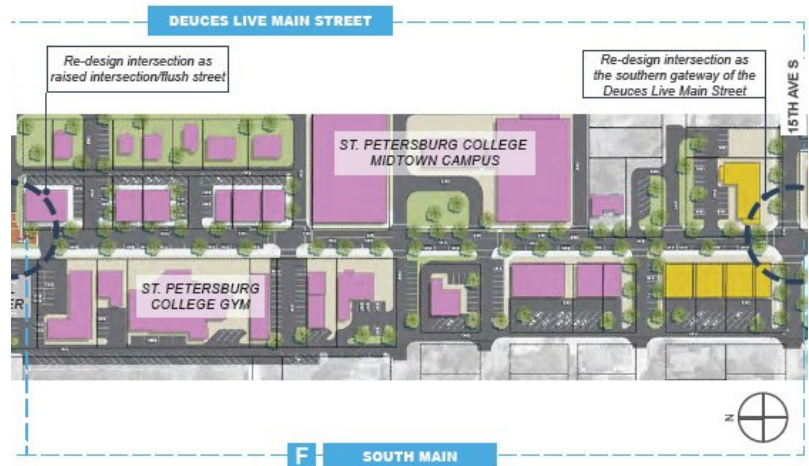 DEUCES LIVE MAIN STREET
Re-design intersection as
raised intersection/flush street
Re-design intersection as
the southern gateway of the
Deuces Live Main Street
15TH AVE S
ST. PETERSBURG COLLEGE
MIDTOWN CAMPUS
ST. PETERSBURG
COLLEGE GYM
ER
N
F
SOUTH MAIN